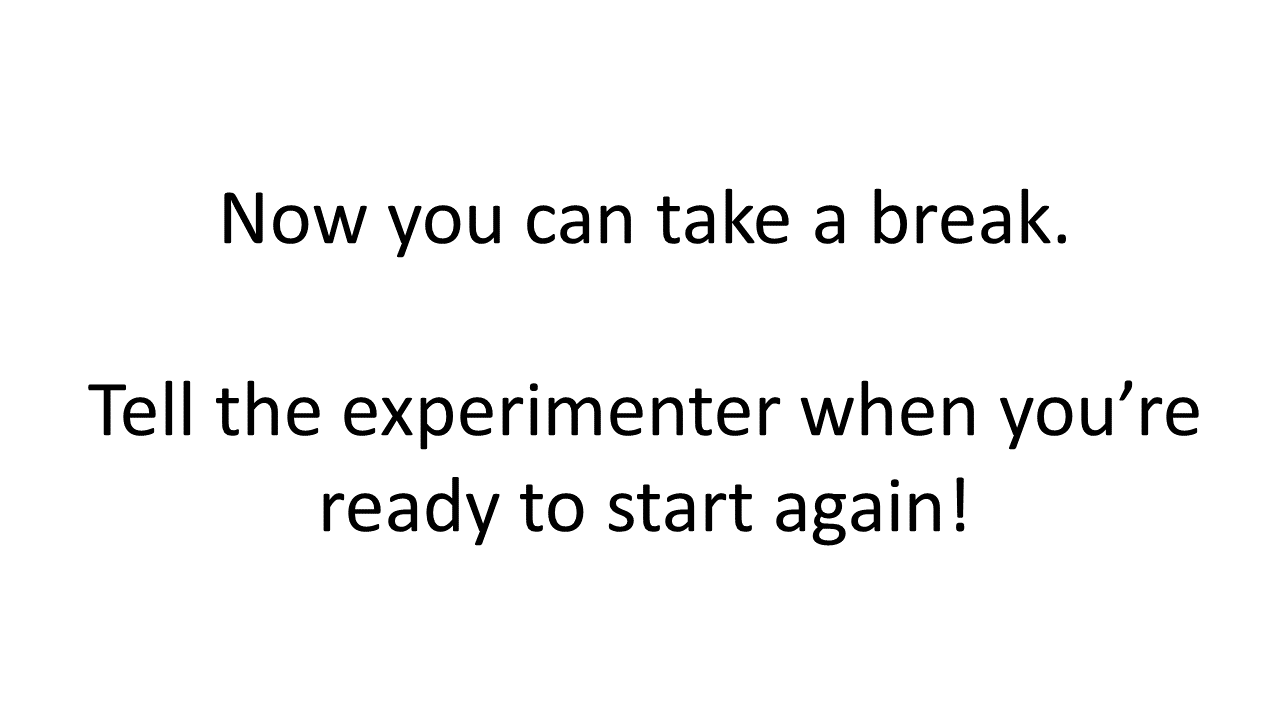 Now you can take a break.
Tell the experimenter when you’re
ready to start again!